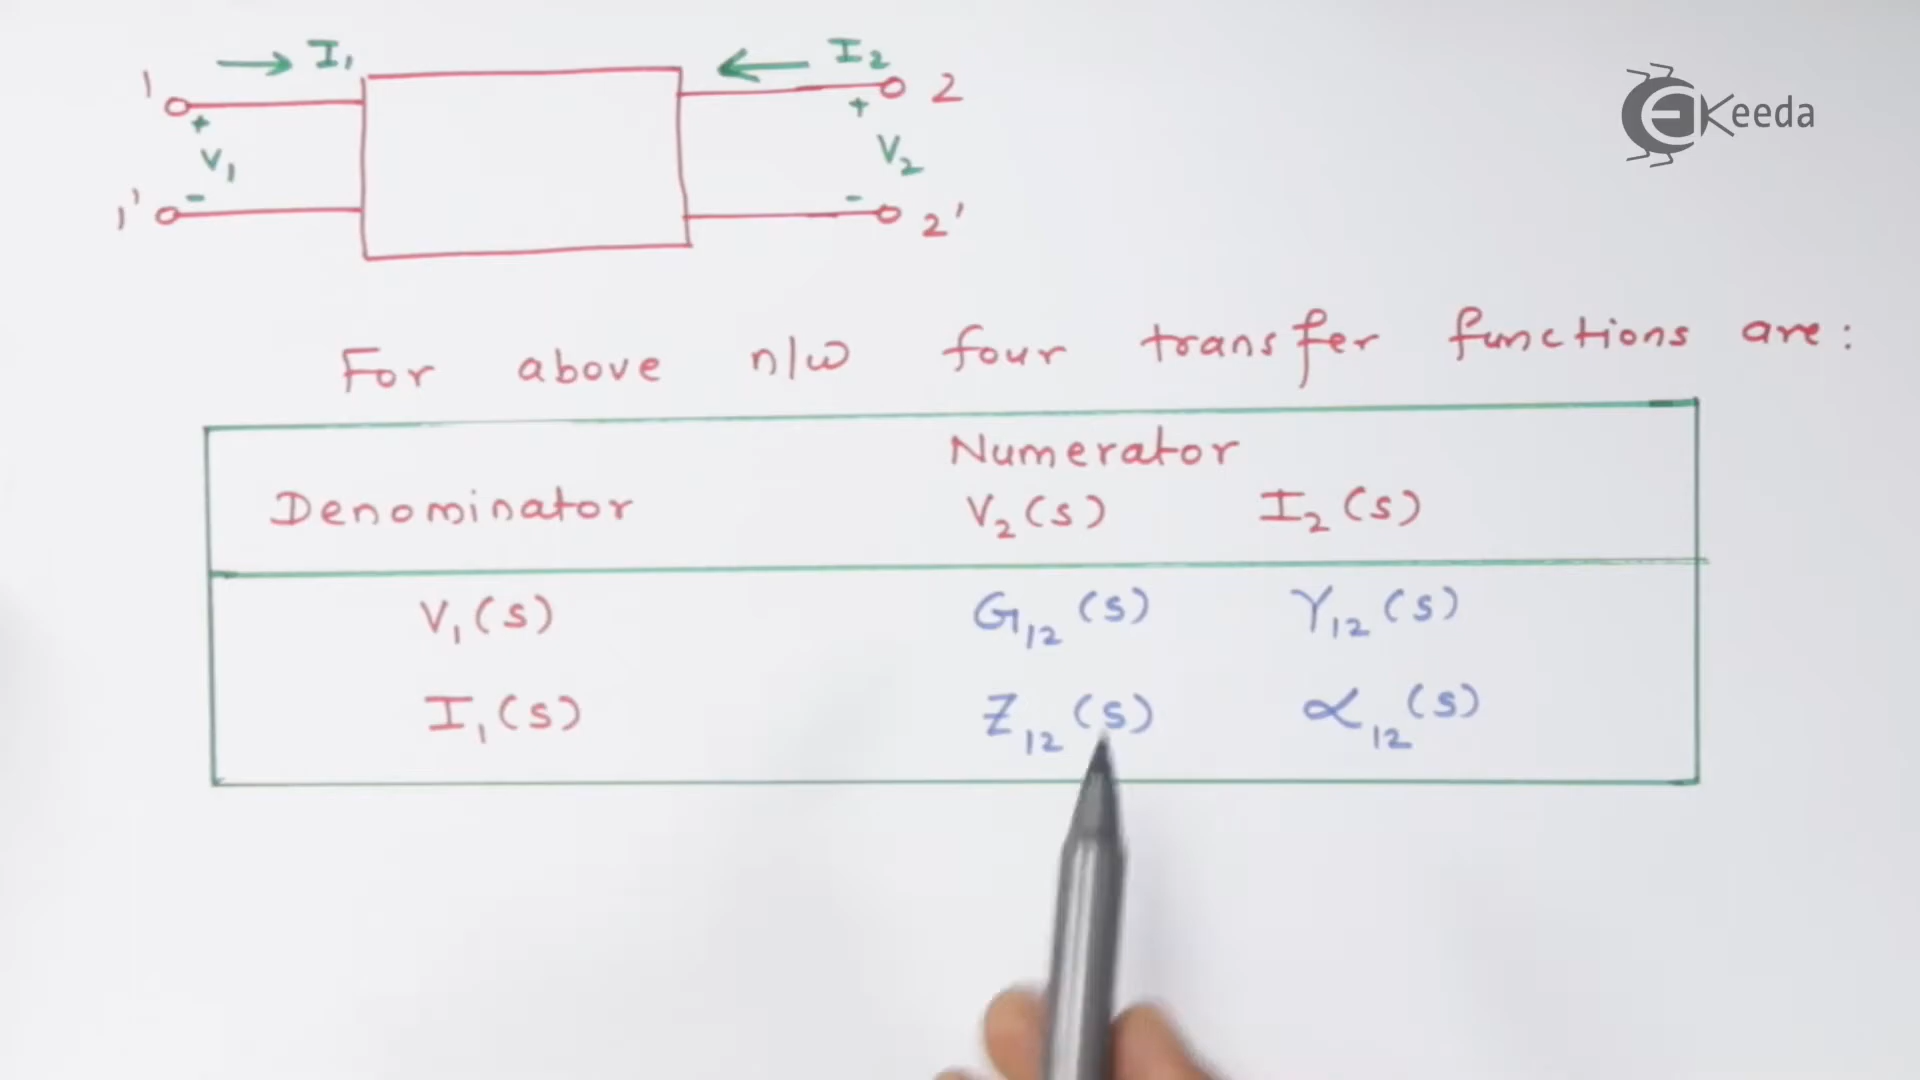 I₁ I₂
1 2
+ +
V₁ V₂
- -
1' 2'
EKeeda
For above n/w four transfer functions are:
Numerator
Denominator V₂(s) I₂(s)
V₁(s) G₁₂(s) Y₁₂(s)
I₁(s) Z₁₂(s) α₁₂(s)